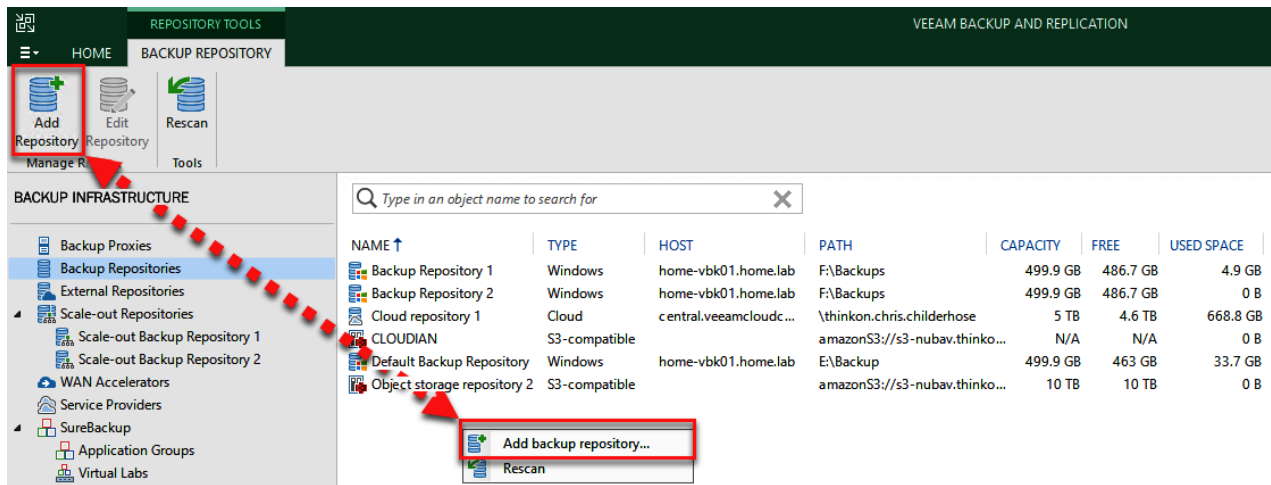 REPOSITORY TOOLS
VEEAM BACKUP AND REPLICATION
HOME
BACKUP REPOSITORY
Add Repository
Edit Repository
Rescan
Manage R
Tools
BACKUP INFRASTRUCTURE
Type in an object name to search for
Backup Proxies
Backup Repositories
External Repositories
Scale-out Repositories
Scale-out Backup Repository 1
Scale-out Backup Repository 2
WAN Accelerators
Service Providers
SureBackup
Application Groups
Virtual Labs
NAME TYPE HOST PATH CAPACITY FREE USED SPACE
Backup Repository 1 Windows home-vbk01.home.lab F:\Backups 499.9 GB 486.7 GB 4.9 GB
Backup Repository 2 Windows home-vbk01.home.lab F:\Backups 499.9 GB 486.7 GB 0 B
Cloud repository 1 Cloud central.veeamcloudc... \thinkon.chris.childerhose 5 TB 4.6 TB 668.8 GB
CLOUDIAN S3-compatible amazonS3://s3-nubav.thinko... N/A N/A 0 B
Default Backup Repository Windows home-vbk01.home.lab E:\Backup 499.9 GB 463 GB 33.7 GB
Object storage repository 2 S3-compatible amazonS3://s3-nubav.thinko... 10 TB 10 TB 0 B
Add backup repository...
Rescan